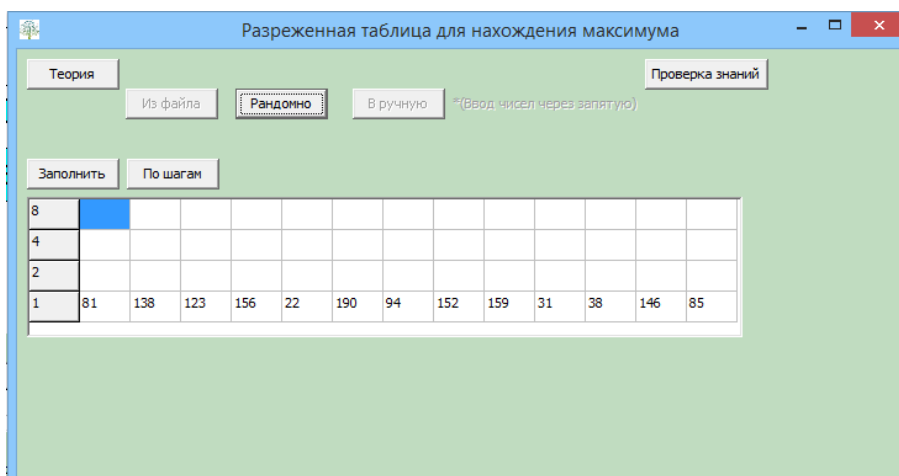 Разреженная таблица для нахождения максимума
Теория
Проверка знаний
Из файла
Рандомно
В ручную
*(Ввод чисел через запятую)
Заполнить
По шагам
8
4
2
1 81 138 123 156 22 190 94 152 159 31 38 146 85